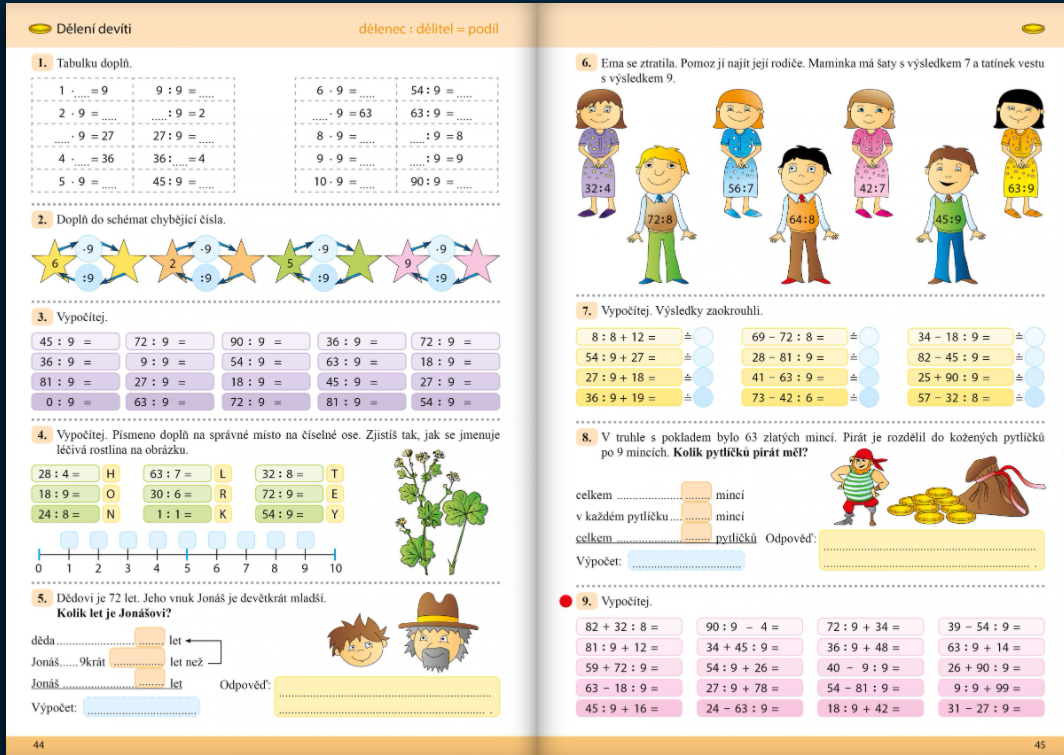 Dělení devíti
dělenec : dělitel = podíl
1. Tabulku doplň.
1 · ..... = 9 9 : 9 = .....
2 · 9 = ..... ..... : 9 = 2
..... · 9 = 27 27 : 9 = .....
4 · ..... = 36 36 : ..... = 4
5 · 9 = ..... 45 : 9 = .....
6 · 9 = ..... 54 : 9 = .....
..... · 9 = 63 63 : 9 = .....
8 · 9 = ..... ..... : 9 = 8
9 · 9 = ..... ..... : 9 = 9
10 · 9 = ..... 90 : 9 = .....
2. Doplň do schémat chybějící čísla.
·9 ·9 ·9 ·9
6 2 5 9
:9 :9 :9 :9
3. Vypočítej.
45 : 9 = 72 : 9 = 90 : 9 = 36 : 9 = 72 : 9 =
36 : 9 = 9 : 9 = 54 : 9 = 63 : 9 = 18 : 9 =
81 : 9 = 27 : 9 = 18 : 9 = 45 : 9 = 27 : 9 =
0 : 9 = 63 : 9 = 72 : 9 = 81 : 9 = 54 : 9 =
4. Vypočítej. Písmeno doplň na správné místo na číselné ose. Zjistíš tak, jak se jmenuje
léčivá rostlina na obrázku.
28 : 4 = H 63 : 7 = L 32 : 8 = T
18 : 9 = O 30 : 6 = R 72 : 9 = E
24 : 8 = N 1 : 1 = K 54 : 9 = Y
0 1 2 3 4 5 6 7 8 9 10
5. Dědovi je 72 let. Jeho vnuk Jonáš je devětkrát mladší.
Kolik let je Jonášovi?
děda ..................... let
Jonáš...... 9krát ............. let než
Jonáš ..................... let
Odpověď:
Výpočet: .............................
44
6. Ema se ztratila. Pomoz jí najít její rodiče. Maminka má šaty s výsledkem 7 a tatínek vestu
s výsledkem 9.
32:4 56:7 42:7 63:9
72:8 64:8 45:9
7. Vypočítej. Výsledky zaokrouhli.
8 : 8 + 12 = ≐ 69 – 72 : 8 = ≐ 34 – 18 : 9 = ≐
54 : 9 + 27 = ≐ 28 – 81 : 9 = ≐ 82 – 45 : 9 = ≐
27 : 9 + 18 = ≐ 41 – 63 : 9 = ≐ 25 + 90 : 9 = ≐
36 : 9 + 19 = ≐ 73 – 42 : 6 = ≐ 57 – 32 : 8 = ≐
8. V truhle s pokladem bylo 63 zlatých mincí. Pirát je rozdělil do kožených pytlíčků
po 9 mincích. Kolik pytlíčků pirát měl?
celkem ........................ mincí
v každém pytlíčku........... mincí
celkem ........................ pytlíčků Odpověď:
Výpočet: .............................
9. Vypočítej.
82 + 32 : 8 = 90 : 9 – 4 = 72 : 9 + 34 = 39 – 54 : 9 =
81 : 9 + 12 = 34 + 45 : 9 = 36 : 9 + 48 = 63 : 9 + 14 =
59 + 72 : 9 = 54 : 9 + 26 = 40 – 9 : 9 = 26 + 90 : 9 =
63 – 18 : 9 = 27 : 9 + 78 = 54 – 81 : 9 = 9 : 9 + 99 =
45 : 9 + 16 = 24 – 63 : 9 = 18 : 9 + 42 = 31 – 27 : 9 =
45